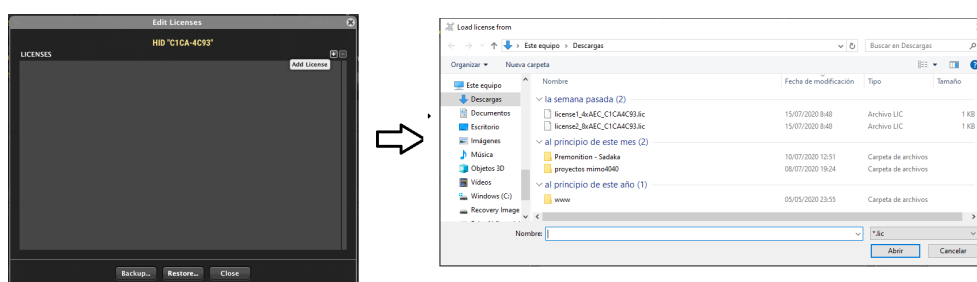 Edit Licenses
HID "C1CA-4C93"
LICENSES
Add License
Backup... Restore... Close
Load license from
Este equipo › Descargas
Buscar en Descargas
Organizar Nueva carpeta
Este equipo
Descargas
Documentos
Escritorio
Imágenes
Música
Objetos 3D
Vídeos
Windows (C:)
Recovery Image
Nombre Fecha de modificación Tipo Tamaño
la semana pasada (2)
license1_4xAEC_C1CA4C93.lic 15/07/2020 8:48 Archivo LIC 1 KB
license2_8xAEC_C1CA4C93.lic 15/07/2020 8:48 Archivo LIC 1 KB
al principio de este mes (2)
Premonition - Sadaka 10/07/2020 12:51 Carpeta de archivos
proyectos mimo4040 08/07/2020 19:24 Carpeta de archivos
al principio de este año (1)
www 05/05/2020 23:55 Carpeta de archivos
Nombre: *.lic
Abrir Cancelar